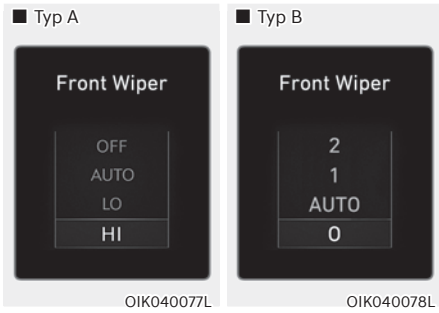 ■ Typ A
Front Wiper
OFF
AUTO
LO
HI
OIK040077L
■ Typ B
Front Wiper
2
1
AUTO
0
OIK040078L